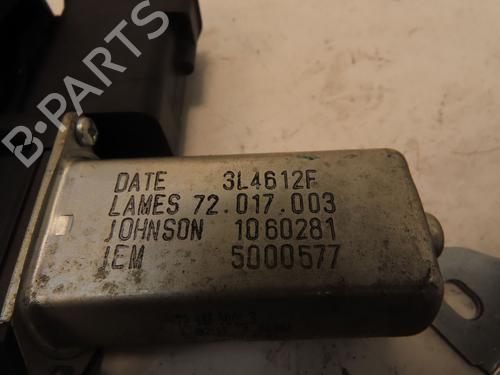 B-PARTS
DATE 3L4612F
LAMES 72.017.003
JOHNSON 1060281
IEM 5000577